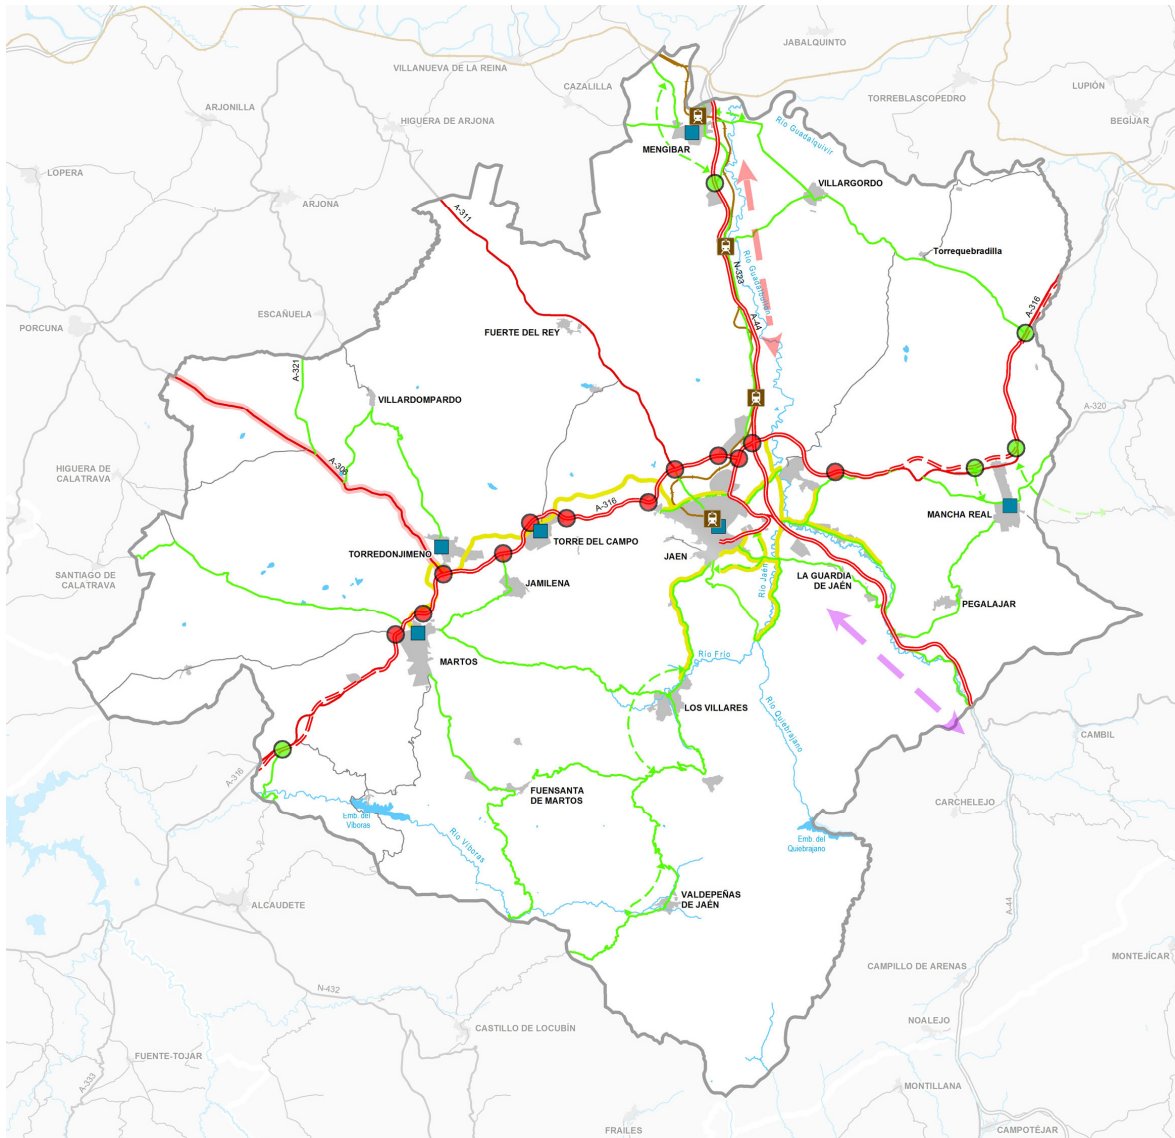 JABALQUINTO
VILLANUEVA DE LA REINA
CAZALILLA
TORREBLASCOPEDRO
LUPIÓN
ARJONILLA
HIGUERA DE ARJONA
BEGÍJAR
Río Guadalquivir
MENGIBAR
LOPERA
ARJONA
VILLARGORDO
A-311
Torrequebradilla
Río Guadalbullón
N-323
A-316
ESCAÑUELA
PORCUNA
FUERTE DEL REY
A-44
A-321
VILLARDOMPARDO
A-320
HIGUERA DE
CALATRAVA
A-306
A-316
MANCHA REAL
TORRE DEL CAMPO
TORREDONJIMENO
JAEN
SANTIAGO DE
CALATRAVA
JAMILENA
Río Jaén
LA GUARDIA
DE JAÉN
PEGALAJAR
MARTOS
Río Frío
LOS VILLARES
Río Quiebrajano
CAMBIL
A-316
FUENSANTA
DE MARTOS
CARCHELEJO
Emb. del
Víboras
Río Víboras
Emb. del
Quiebrajano
VALDEPEÑAS
DE JAÉN
ALCAUDETE
A-44
MONTEJÍCAR
CAMPILLO DE ARENAS
N-432
NOALEJO
CASTILLO DE LOCUBÍN
FUENTE-TOJAR
A-333
MONTILLANA
FRAILES
CAMPOTÉJAR